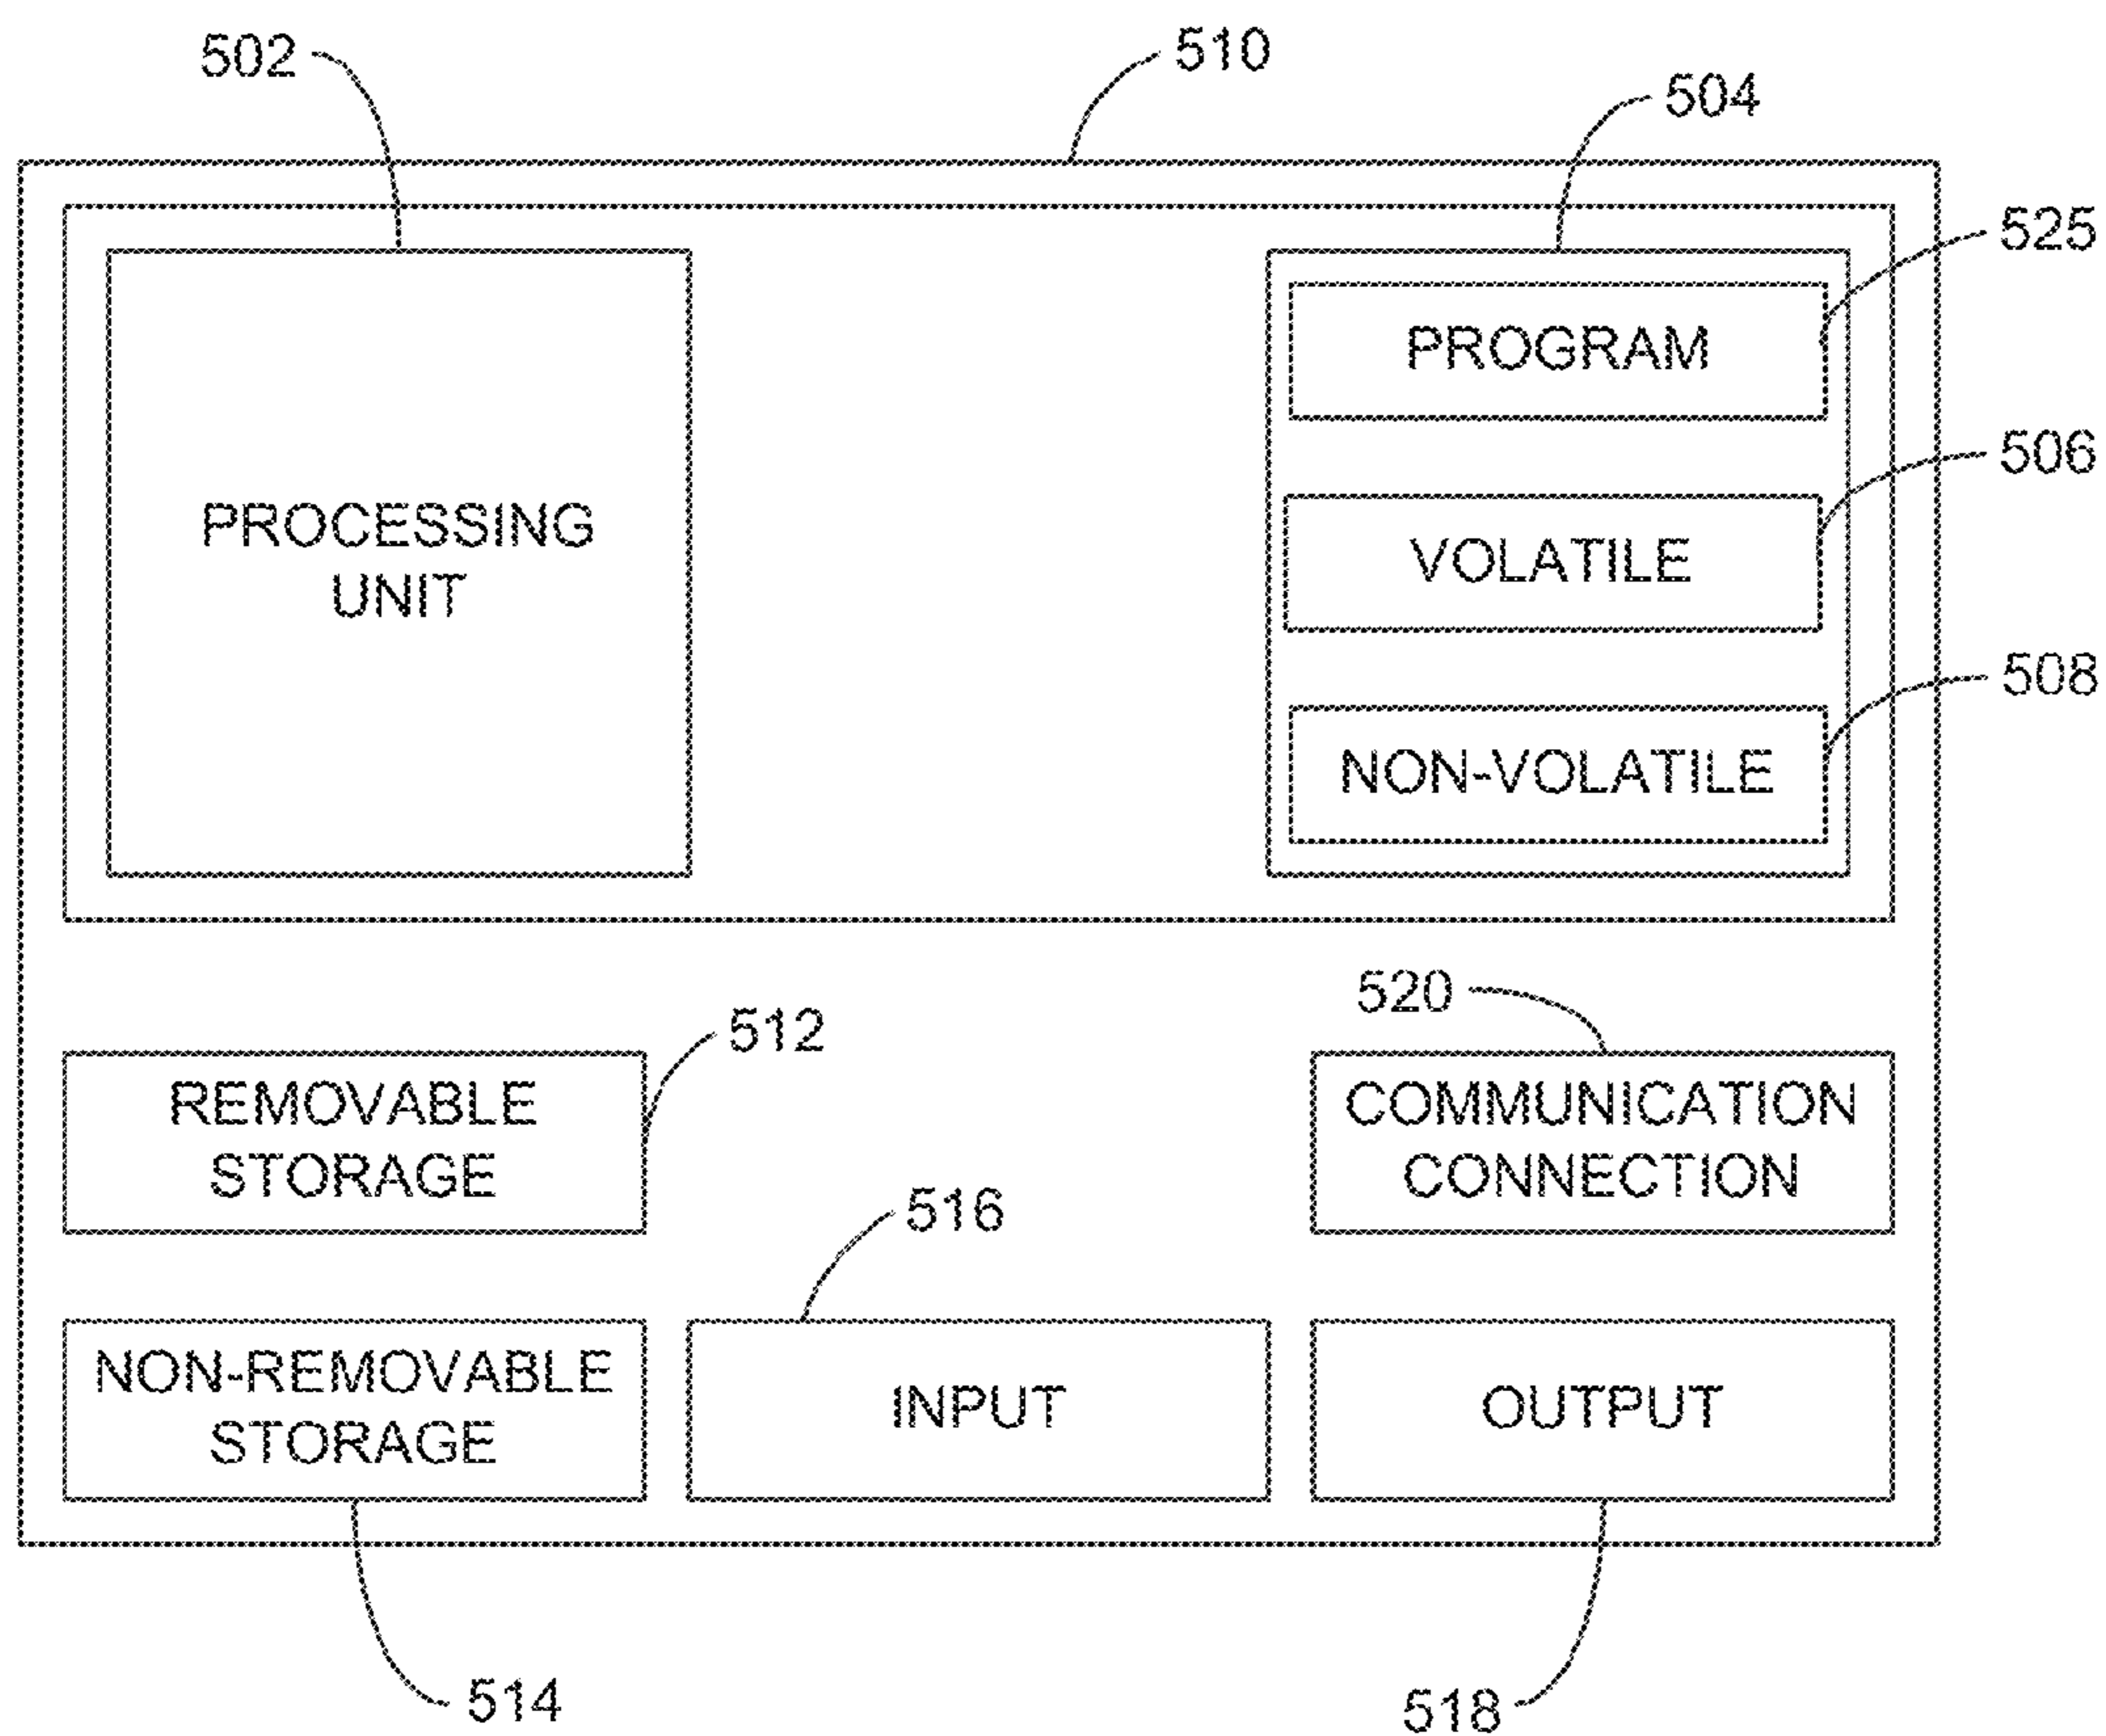 502
510
504
525
PROGRAM
506
PROCESSING
UNIT
VOLATILE
508
NON-VOLATILE
520
512
REMOVABLE
STORAGE
COMMUNICATION
CONNECTION
516
NON-REMOVABLE
STORAGE
INPUT
OUTPUT
514
518